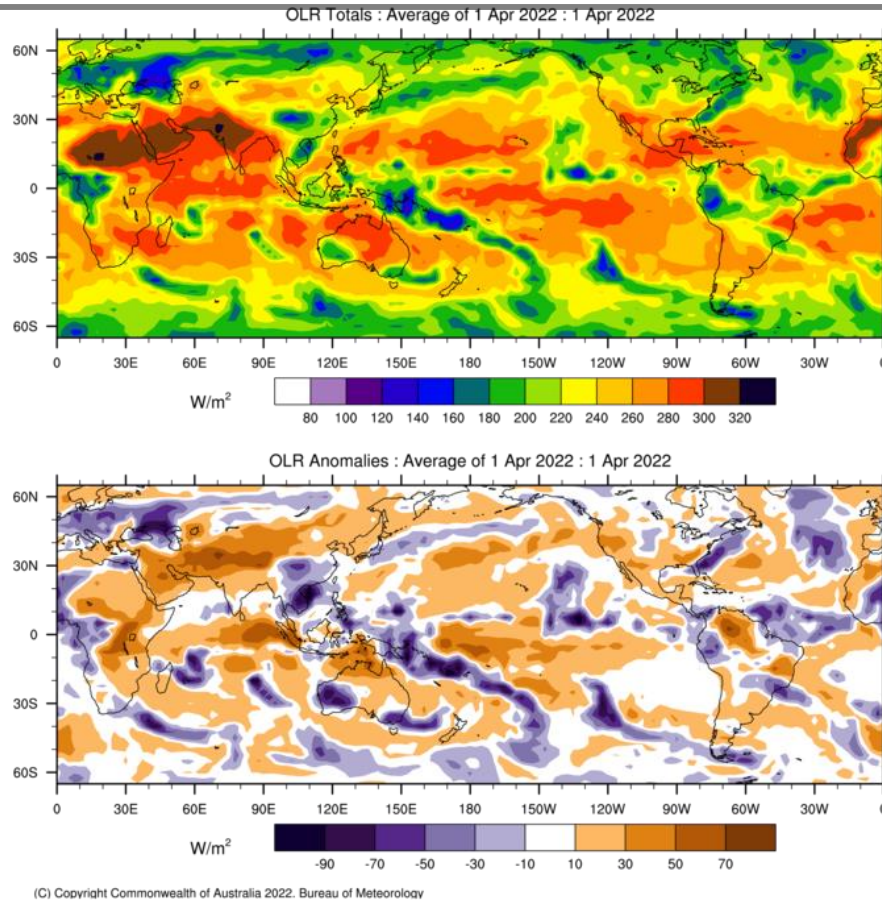 OLR Totals : Average of 1 Apr 2022 : 1 Apr 2022
60N
30N
0
30S
60S
0 30E 60E 90E 120E 150E 180E 150W 120W 90W 60W 30W 0
W/m²
80 100 120 140 160 180 200 220 240 260 280 300 320
OLR Anomalies : Average of 1 Apr 2022 : 1 Apr 2022
60N
30N
0
30S
60S
0 30E 60E 90E 120E 150E 180E 150W 120W 90W 60W 30W 0
W/m²
-90 -70 -50 -30 -10 10 30 50 70
(C) Copyright Commonwealth of Australia 2022. Bureau of Meteorology